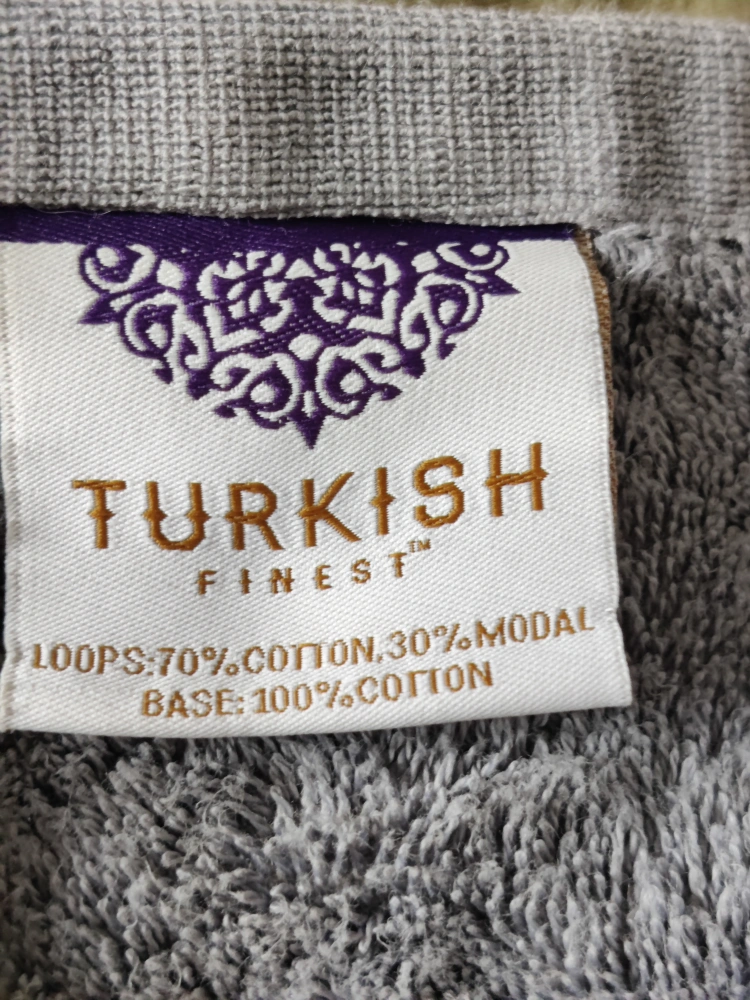 TURKISH
FINEST™
LOOPS:70%COTTON,30%MODAL
BASE:100%COTTON